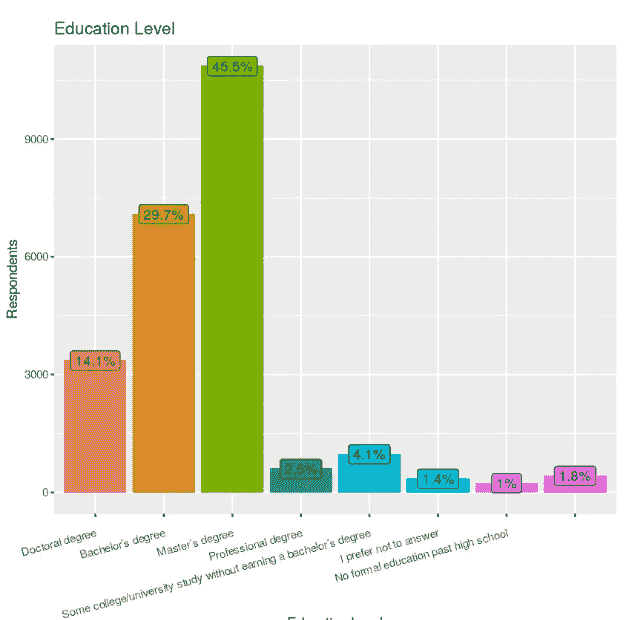 Education Level
45.5%
29.7%
14.1%
4.1%
1.4%
1%
1.8%
9000
6000
3000
0
Respondents
Doctoral degree
Bachelor's degree
Master's degree
Professional degree
Some college/university study without earning a bachelor's degree
I prefer not to answer
No formal education past high school